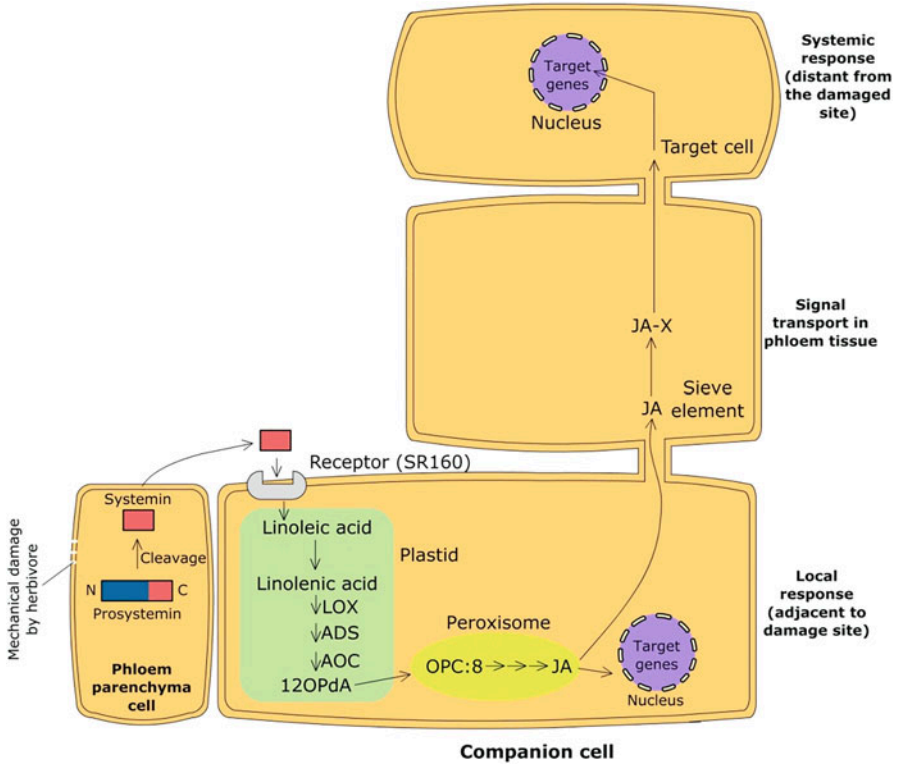 Systemic
response
(distant from
the damaged
site)
Target
genes
Nucleus
Target cell
Signal
transport in
phloem tissue
JA-X
JA
Sieve
element
Receptor (SR160)
Systemin
Cleavage
N
C
Prosystemin
Phloem
parenchyma
cell
Mechanical damage
by herbivore
Linoleic acid
Plastid
Linolenic acid
LOX
ADS
AOC
12OPdA
Peroxisome
OPC:8
JA
Target
genes
Nucleus
Local
response
(adjacent to
damage site)
Companion cell